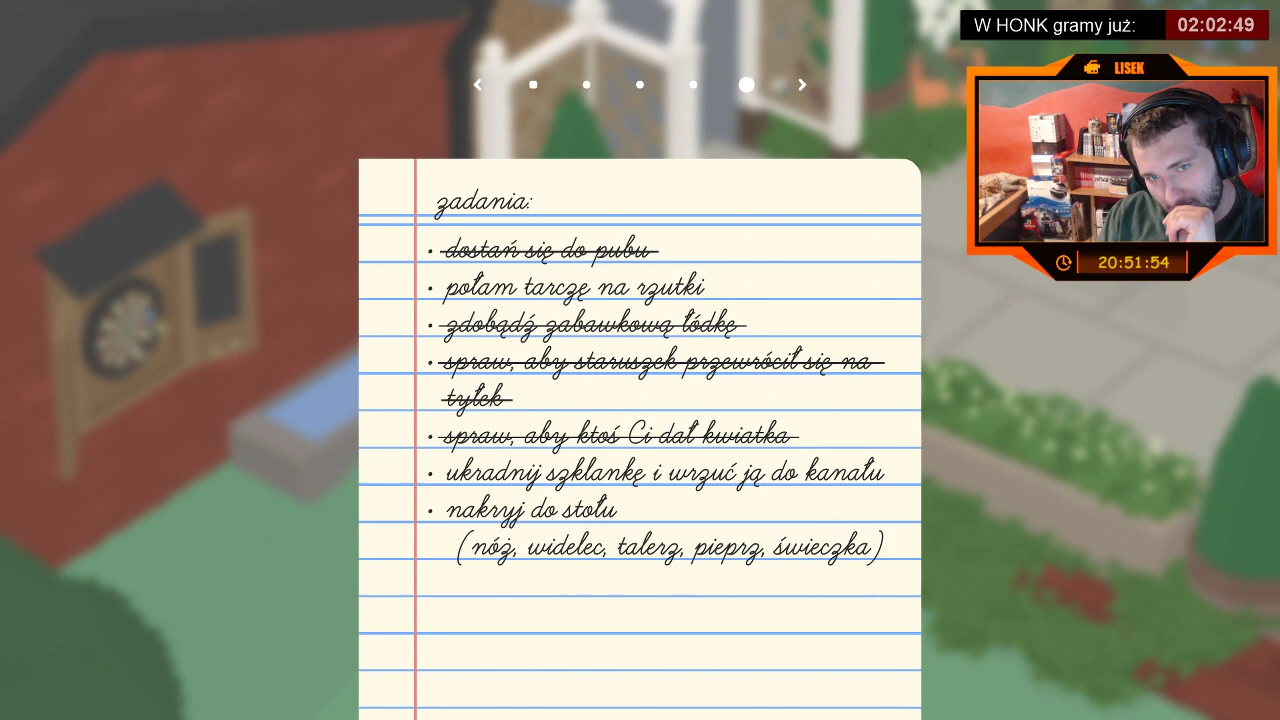 W HONK gramy już: 02:02:49
LISEK
20:51:54
zadania:
• dostań się do pubu
• połam tarczę na rzutki
• zdobądź zabawkową łódkę
• spraw, aby staruszek przewrócił się na
tyłek
• spraw, aby ktoś Ci dał kwiatka
• ukradnij szklankę i wrzuć ją do kanału
• nakryj do stołu
(nóż, widelec, talerz, pieprz, świeczka)